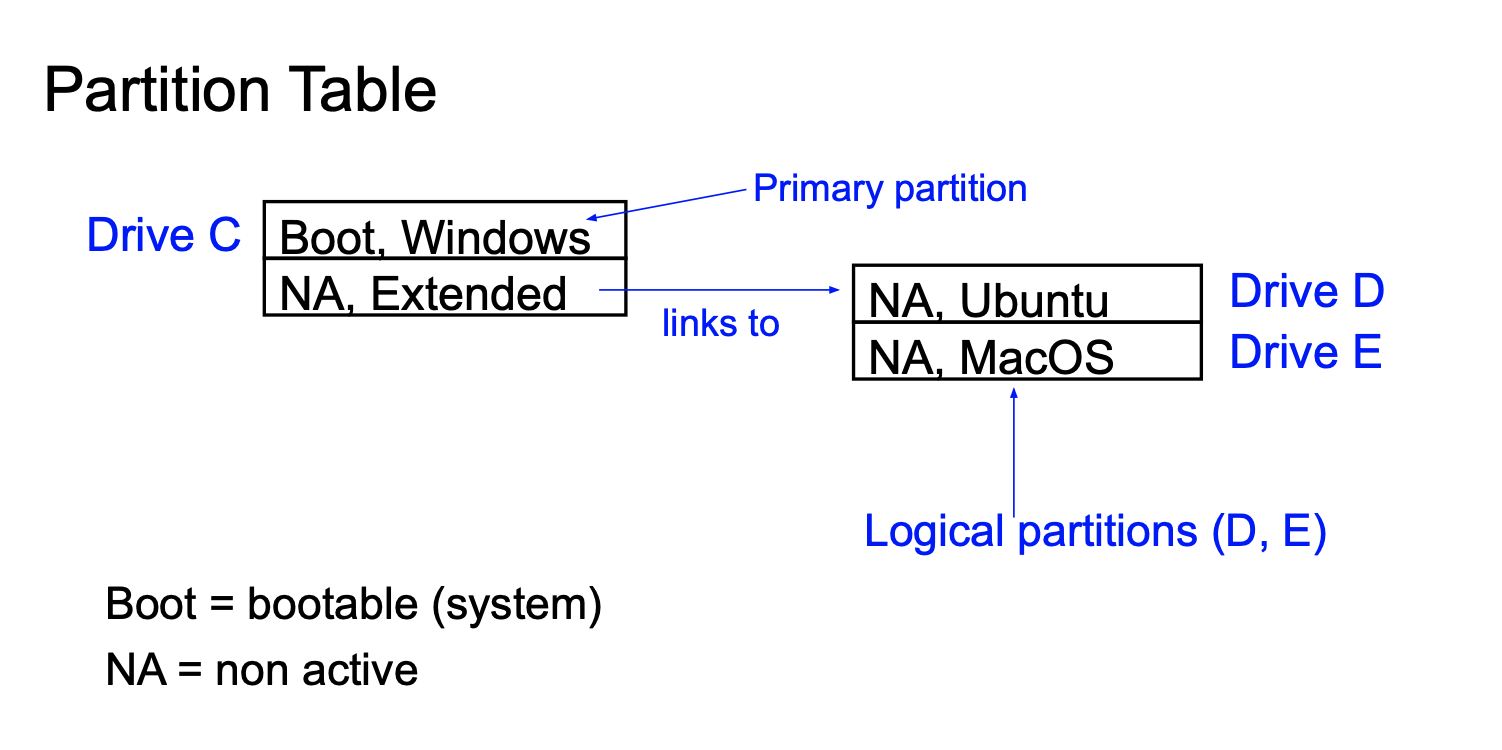 Partition Table
Primary partition
Drive C
Boot, Windows
NA, Extended
links to
NA, Ubuntu
Drive D
NA, MacOS
Drive E
Logical partitions (D, E)
Boot = bootable (system)
NA = non active